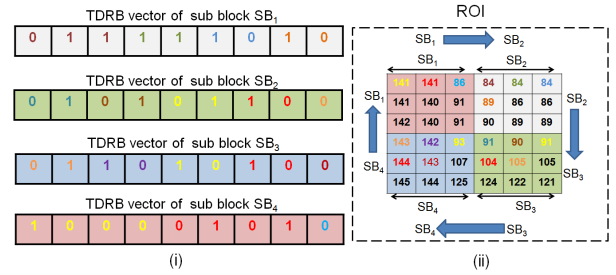 TDRB vector of sub block SB1
0 1 1 1 1 1 0 1 0
TDRB vector of sub block SB2
0 1 0 1 0 1 1 0 0
TDRB vector of sub block SB3
0 1 1 0 1 0 1 0 0
TDRB vector of sub block SB4
1 0 0 0 0 1 0 1 0
(i)
ROI
SB1 SB2
SB1 SB2
141 141 86 84 84 84
141 140 91 89 86 86
142 140 91 90 89 89
143 142 93 91 90 91
144 143 107 104 105 105
145 144 125 124 122 121
SB1
SB4
SB2
SB3
SB4 SB3
SB4 SB3
(ii)